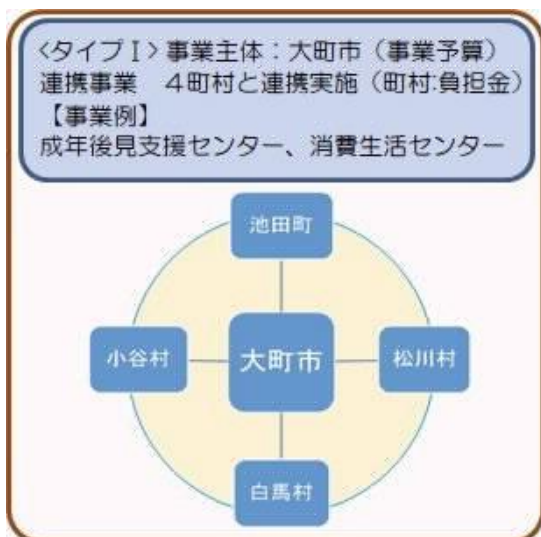 <タイプⅠ> 事業主体：大町市（事業予算）
連携事業　４町村と連携実施（町村:負担金）
【事業例】
成年後見支援センター、消費生活センター
池田町
小谷村
大町市
松川村
白馬村